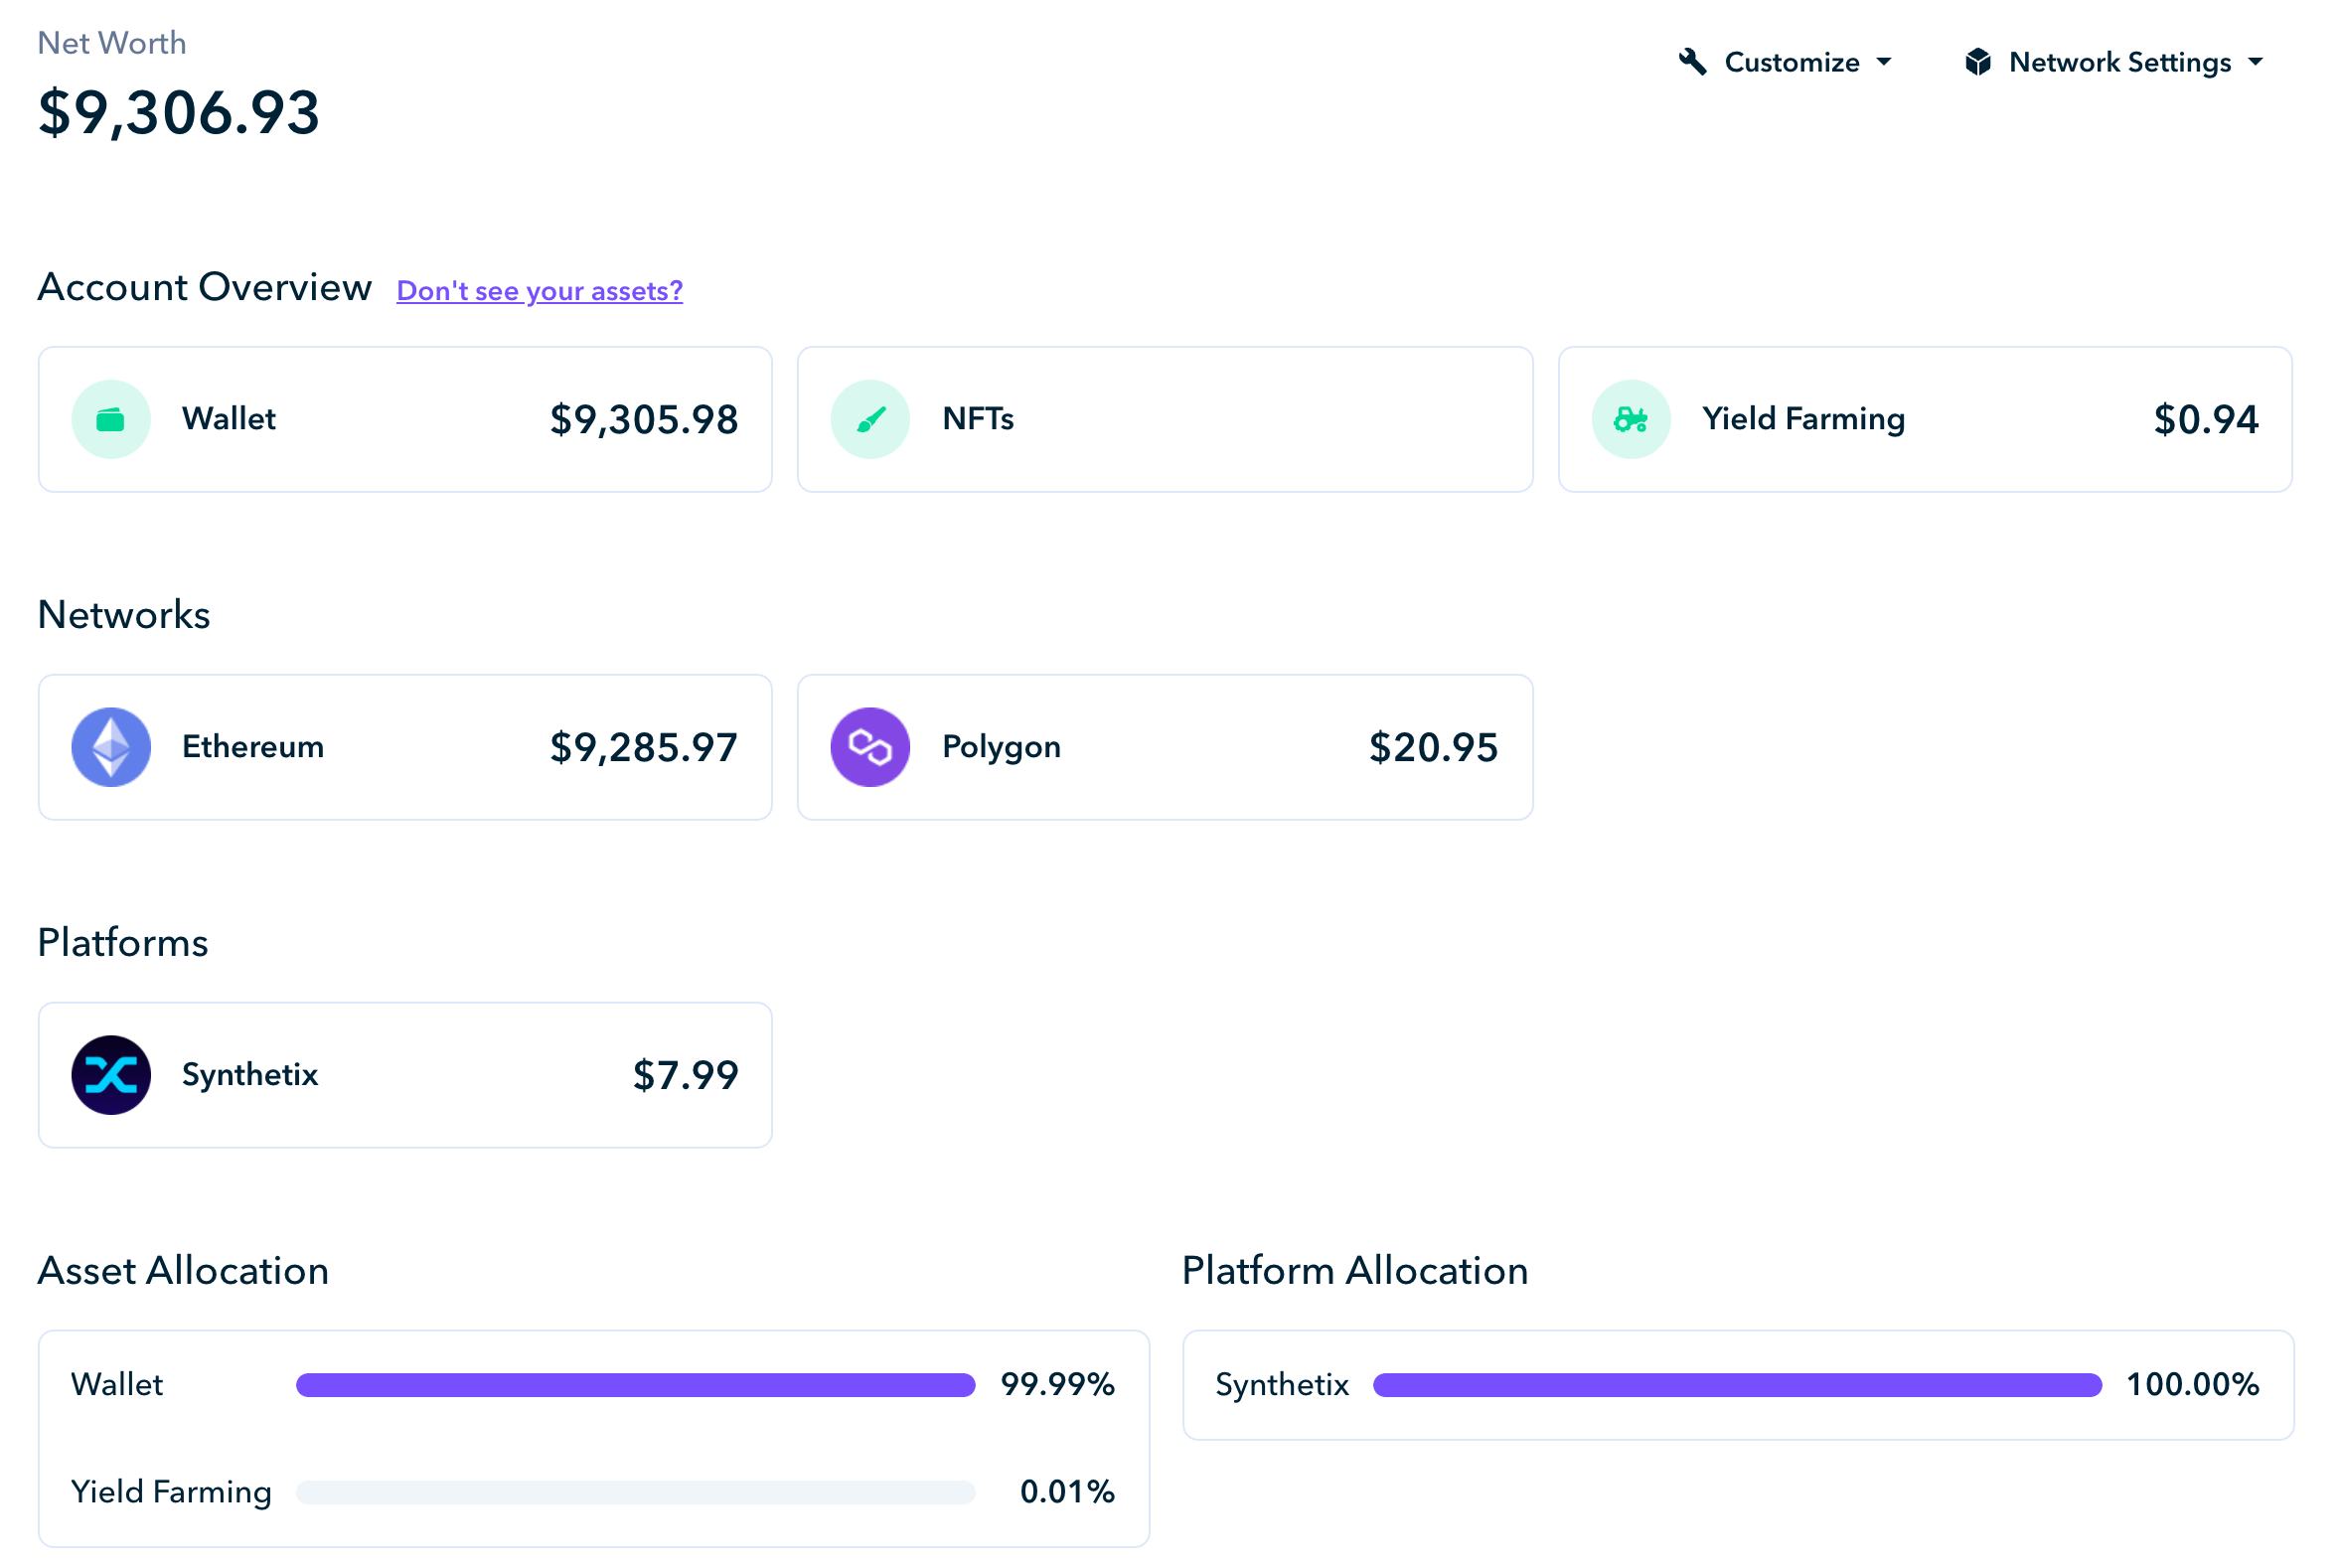 Net Worth
$9,306.93
Customize
Network Settings
Account Overview Don't see your assets?
Wallet $9,305.98
NFTs
Yield Farming $0.94
Networks
Ethereum $9,285.97
Polygon $20.95
Platforms
Synthetix $7.99
Asset Allocation
Wallet 99.99%
Yield Farming 0.01%
Platform Allocation
Synthetix 100.00%